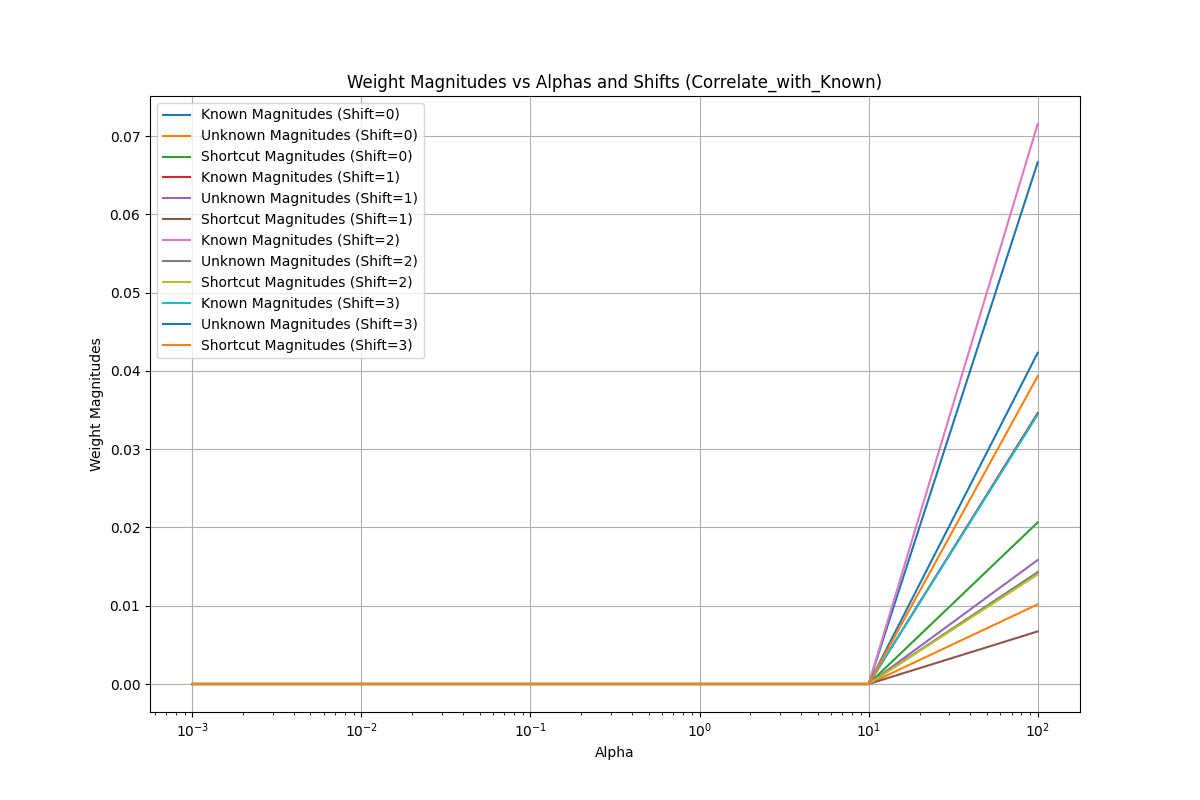 Weight Magnitudes vs Alphas and Shifts (Correlate_with_Known)
Known Magnitudes (Shift=0)
Unknown Magnitudes (Shift=0)
Shortcut Magnitudes (Shift=0)
Known Magnitudes (Shift=1)
Unknown Magnitudes (Shift=1)
Shortcut Magnitudes (Shift=1)
Known Magnitudes (Shift=2)
Unknown Magnitudes (Shift=2)
Shortcut Magnitudes (Shift=2)
Known Magnitudes (Shift=3)
Unknown Magnitudes (Shift=3)
Shortcut Magnitudes (Shift=3)
Weight Magnitudes
0.07
0.06
0.05
0.04
0.03
0.02
0.01
0.00
10⁻³ 10⁻² 10⁻¹ 10⁰ 10¹ 10²
Alpha